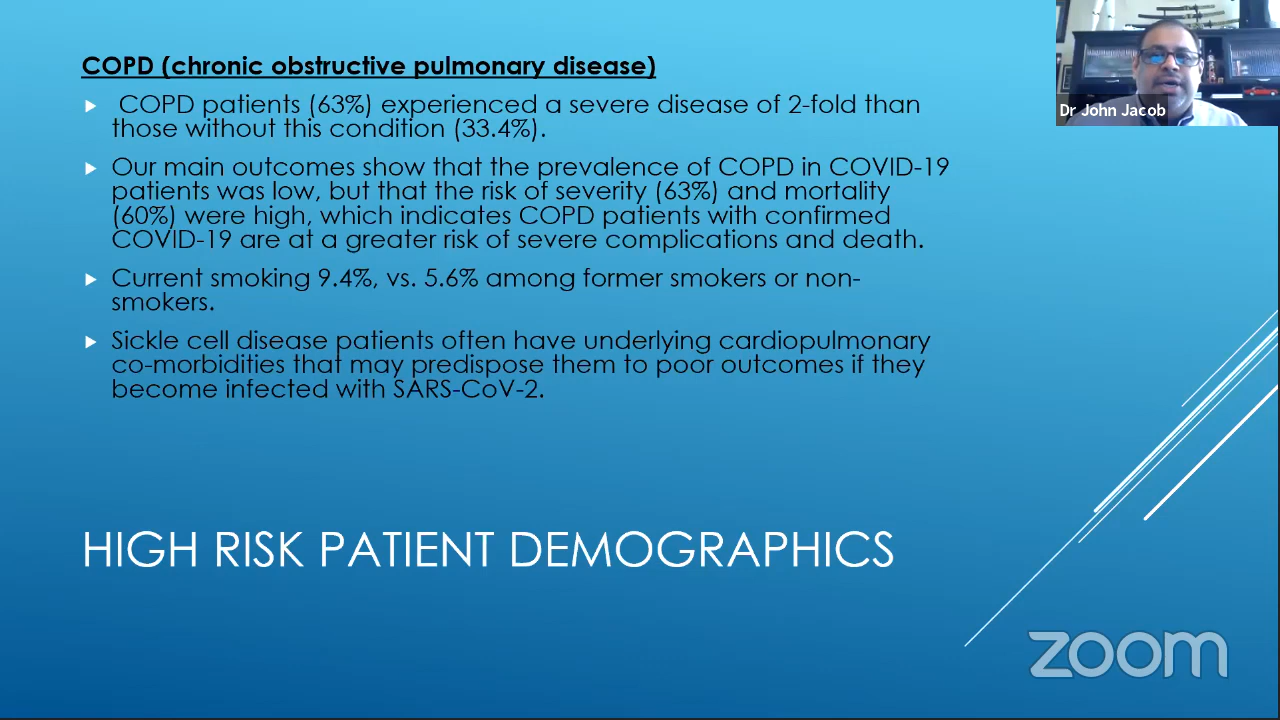 COPD (chronic obstructive pulmonary disease)
COPD patients (63%) experienced a severe disease of 2-fold than
those without this condition (33.4%).
Our main outcomes show that the prevalence of COPD in COVID-19
patients was low, but that the risk of severity (63%) and mortality
(60%) were high, which indicates COPD patients with confirmed
COVID-19 are at a greater risk of severe complications and death.
Current smoking 9.4%, vs. 5.6% among former smokers or non-
smokers.
Sickle cell disease patients often have underlying cardiopulmonary
co-morbidities that may predispose them to poor outcomes if they
become infected with SARS-CoV-2.
HIGH RISK PATIENT DEMOGRAPHICS
Dr John Jacob
zoom